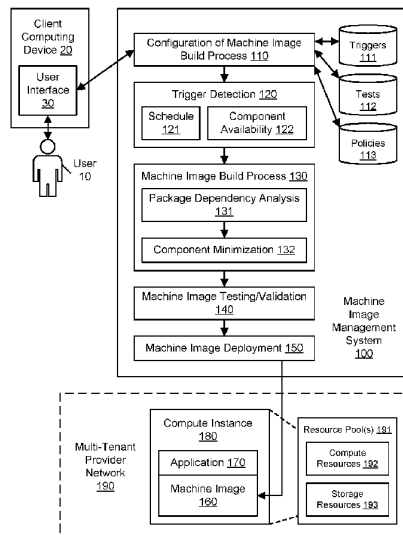 Client
Computing
Device 20
User
Interface
30
User
10
Configuration of Machine Image
Build Process 110
Triggers
111
Tests
112
Policies
113
Trigger Detection 120
Schedule
121
Component
Availability 122
Machine Image Build Process 130
Package Dependency Analysis
131
Component Minimization 132
Machine Image Testing/Validation
140
Machine Image Deployment 150
Machine
Image
Management
System
100
Multi-Tenant
Provider
Network
190
Compute Instance
180
Application 170
Machine Image
160
Resource Pool(s) 191
Compute
Resources 192
Storage
Resources 193